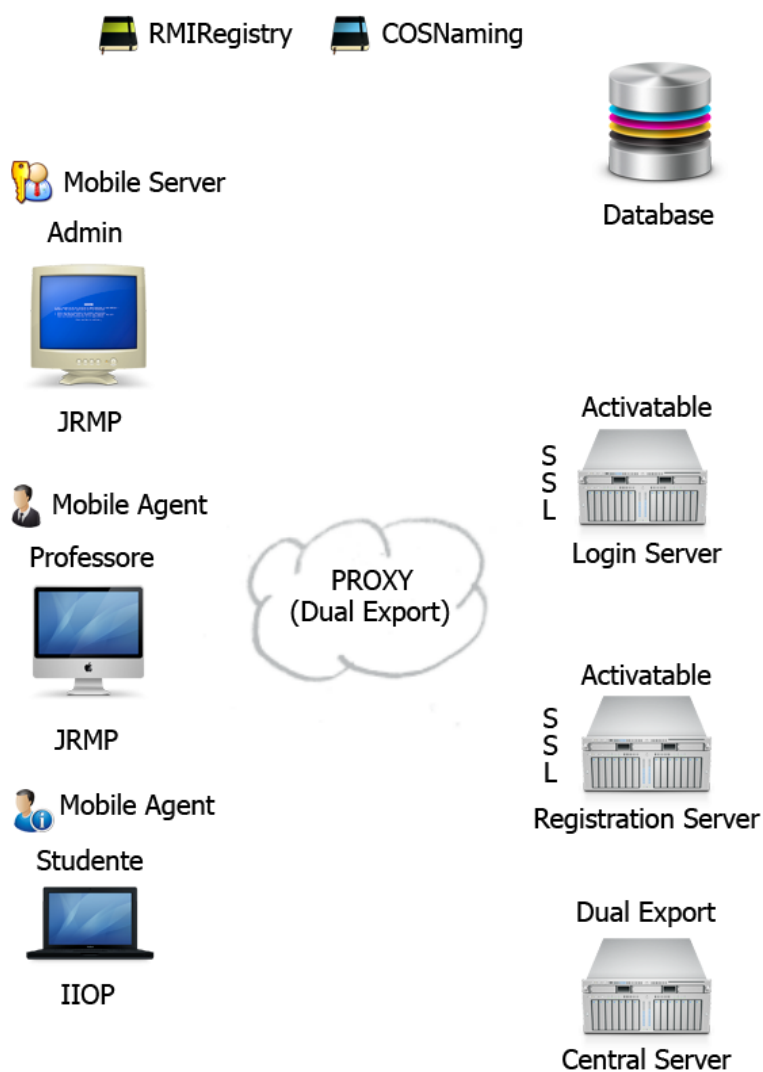 RMIRegistry
COSNaming
Database
Mobile Server
Admin
JRMP
Mobile Agent
Professore
JRMP
Mobile Agent
Studente
IIOP
PROXY
(Dual Export)
Activatable
S
S
L
Login Server
Activatable
S
S
L
Registration Server
Dual Export
Central Server